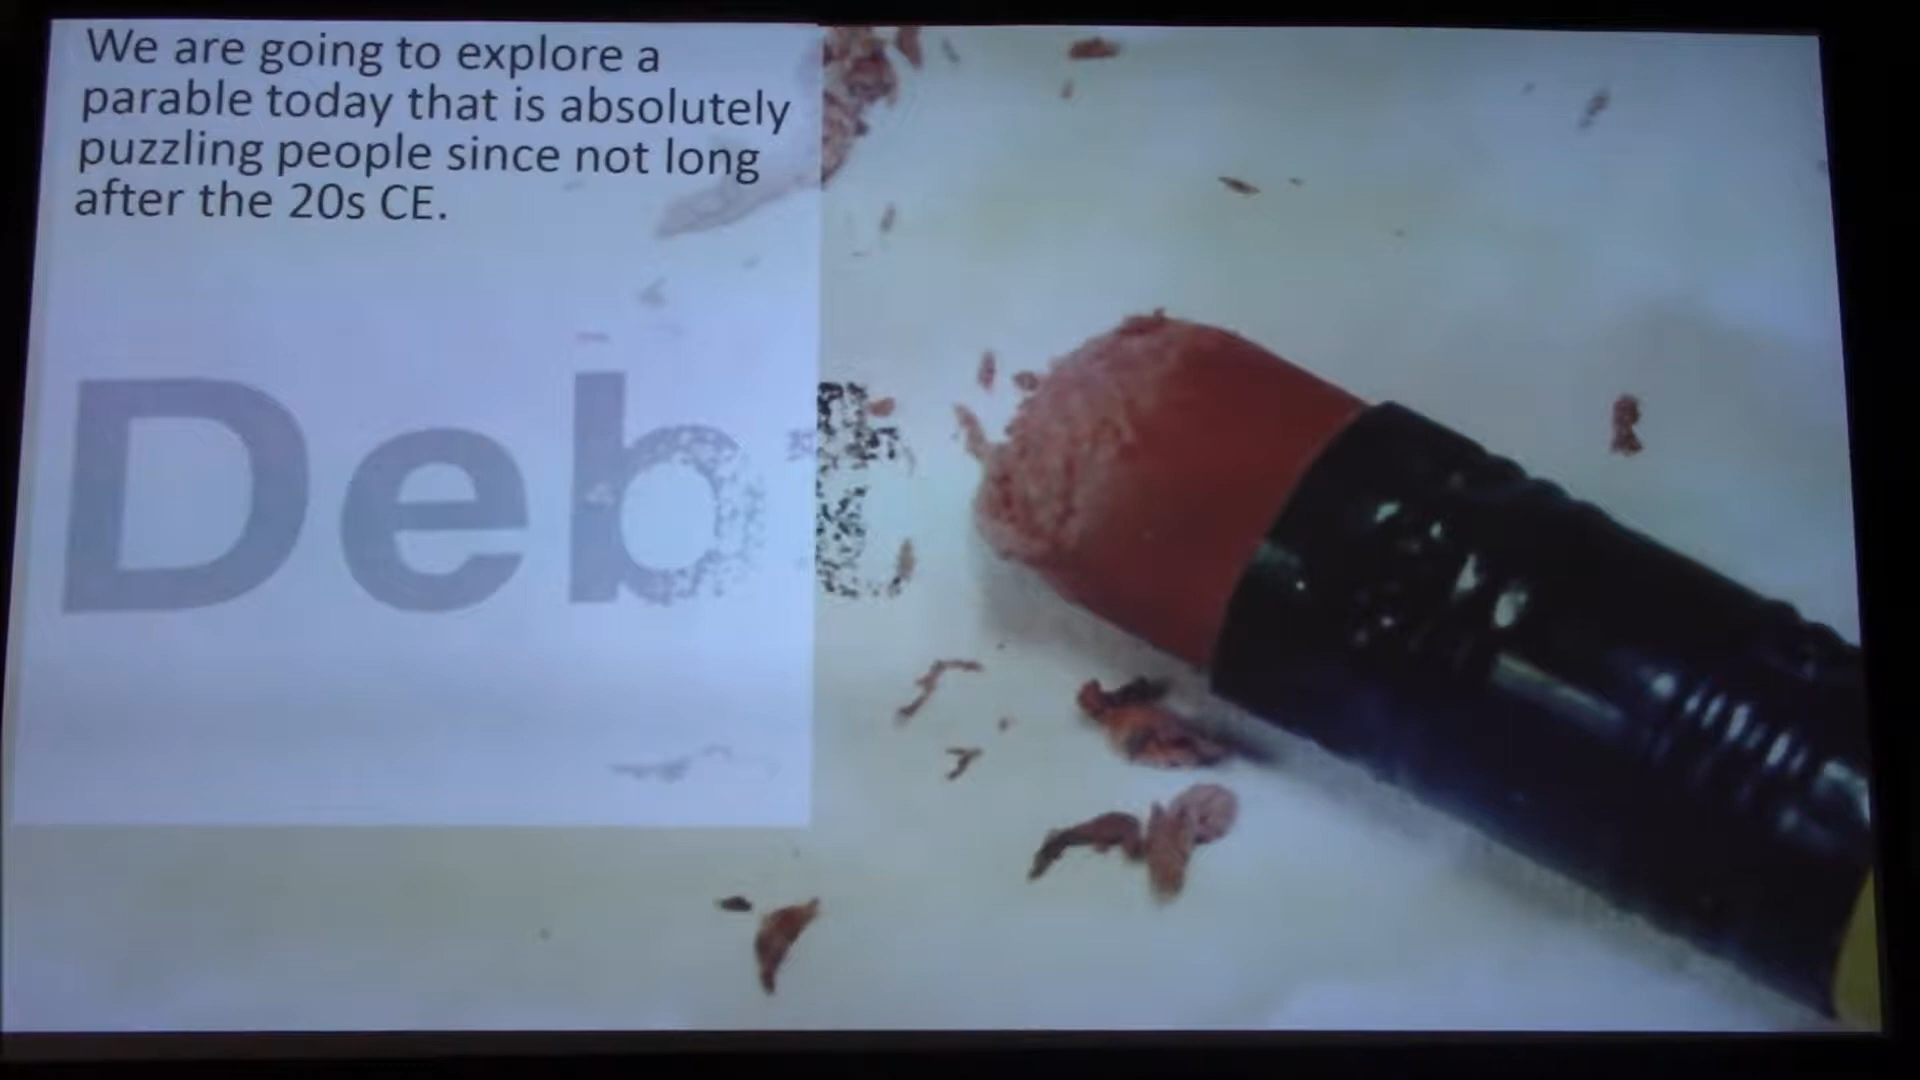 We are going to explore a
parable today that is absolutely
puzzling people since not long
after the 20s CE.
Deb